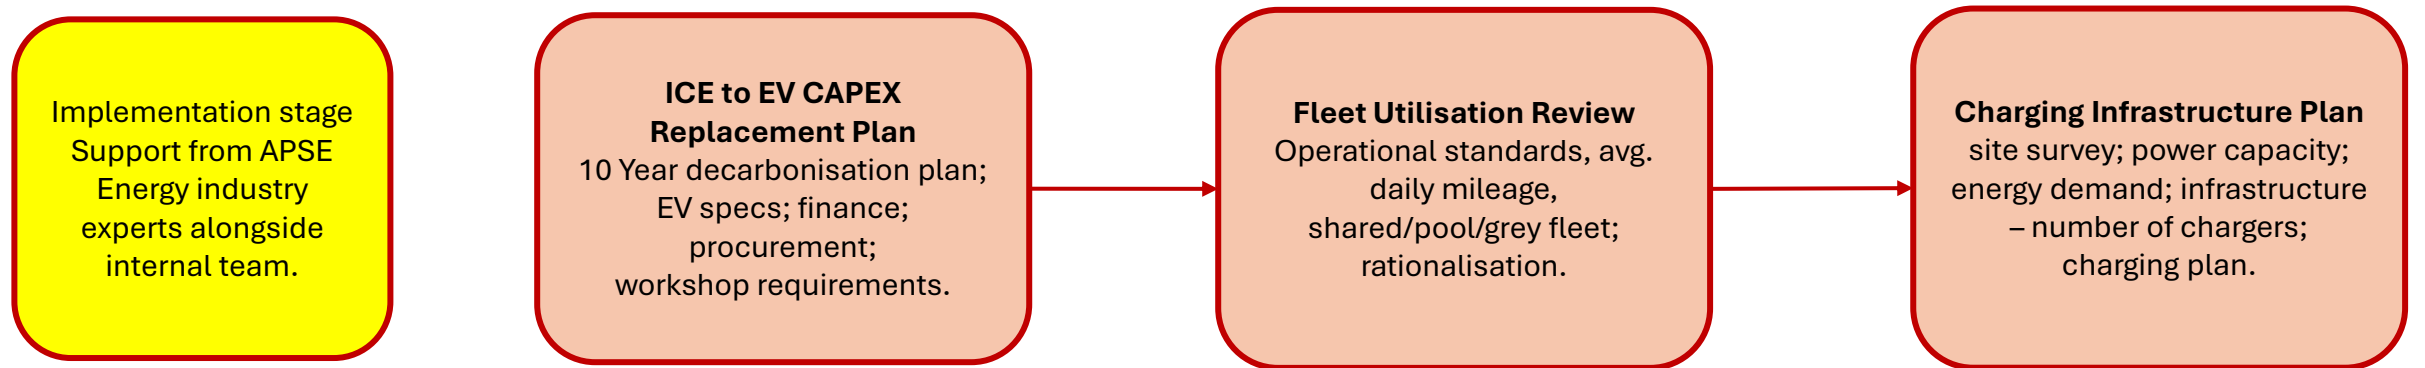 Implementation stage
Support from APSE
Energy industry
experts alongside
internal team.
ICE to EV CAPEX
Replacement Plan
10 Year decarbonisation plan;
EV specs; finance;
procurement;
workshop requirements.
Fleet Utilisation Review
Operational standards, avg.
daily mileage,
shared/pool/grey fleet;
rationalisation.
Charging Infrastructure Plan
site survey; power capacity;
energy demand; infrastructure
– number of chargers;
charging plan.